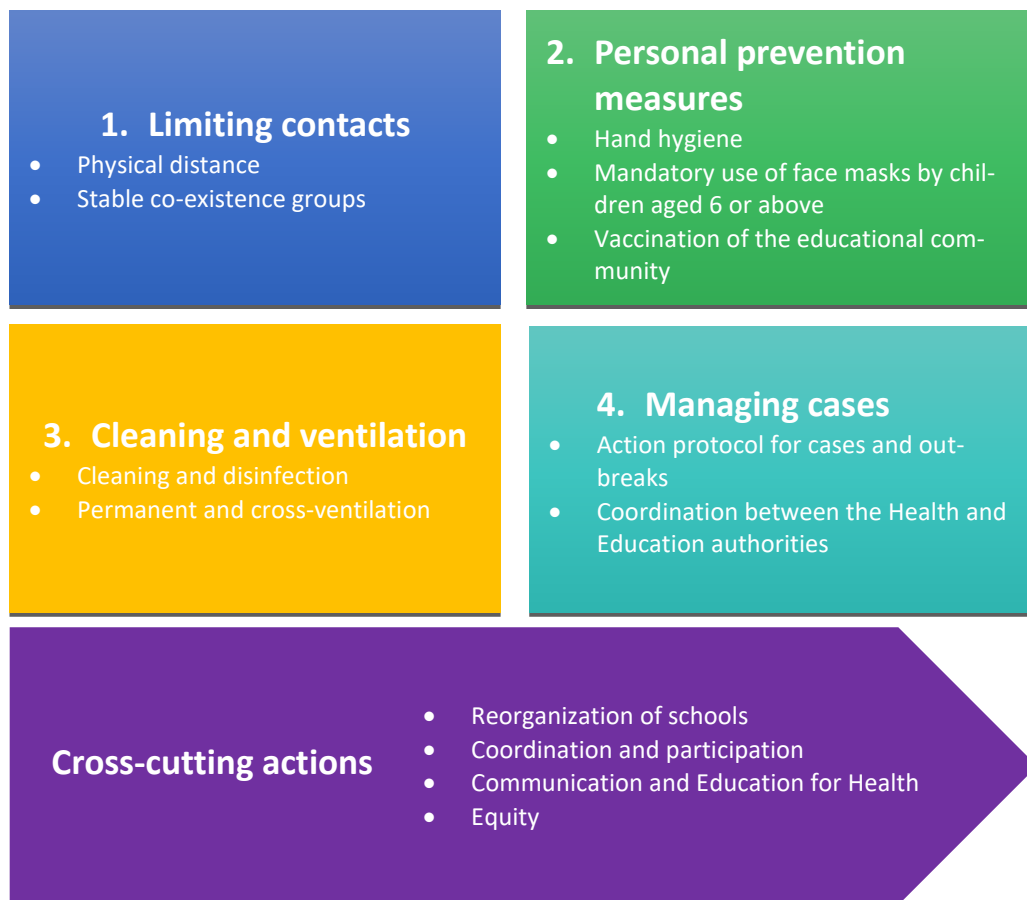 1. Limiting contacts
• Physical distance
• Stable co-existence groups
2. Personal prevention
measures
• Hand hygiene
• Mandatory use of face masks by chil-
dren aged 6 or above
• Vaccination of the educational com-
munity
3. Cleaning and ventilation
• Cleaning and disinfection
• Permanent and cross-ventilation
4. Managing cases
• Action protocol for cases and out-
breaks
• Coordination between the Health and
Education authorities
Cross-cutting actions
• Reorganization of schools
• Coordination and participation
• Communication and Education for Health
• Equity